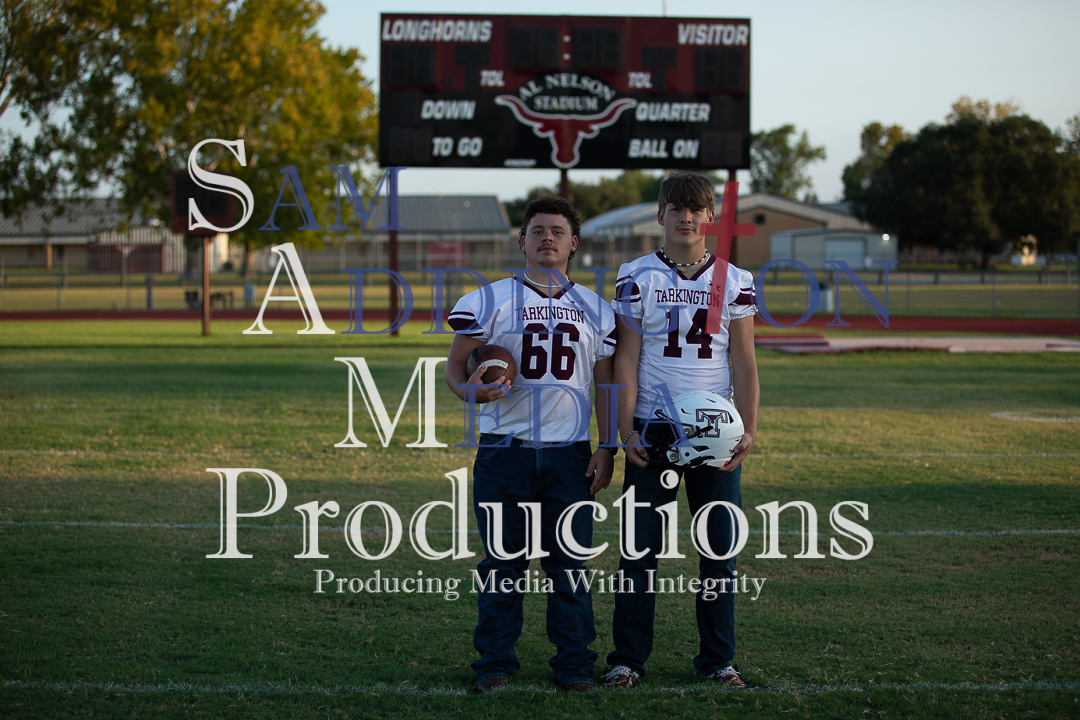 LONGHORNS VISITOR
TOL TOL
AL NELSON
STADIUM
DOWN QUARTER
TO GO BALL ON
SAM
ADDINGTON
MEDIA
Productions
Producing Media With Integrity
TARKINGTON
66
TARKINGTON
14
T